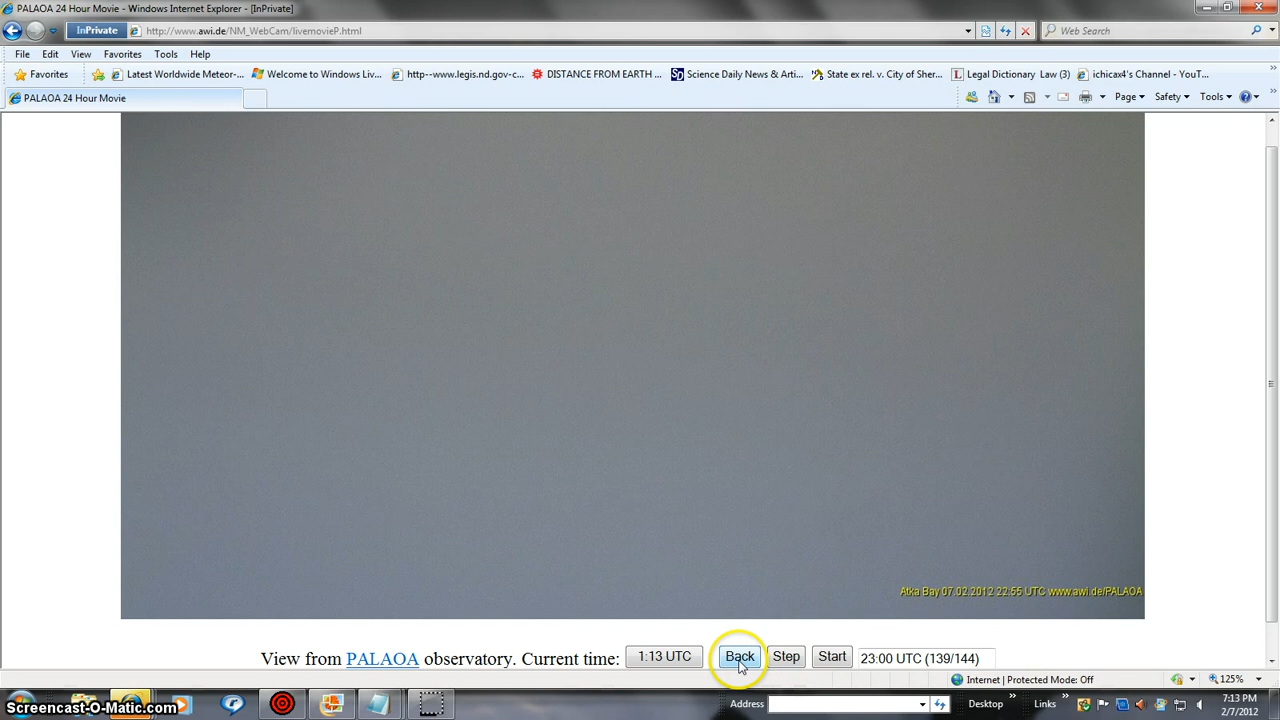 PALAOA 24 Hour Movie - Windows Internet Explorer - [InPrivate]
InPrivate http://www.awi.de/NM_WebCam/livemovieP.html Web Search
File Edit View Favorites Tools Help
Favorites Latest Worldwide Meteor-... Welcome to Windows Liv... http--www.legis.nd.gov-c... DISTANCE FROM EARTH ... Science Daily News & Arti... State ex rel. v. City of Sher... Legal Dictionary Law (3) ichicax4's Channel - YouT...
PALAOA 24 Hour Movie Page Safety Tools
Atka Bay 07.02.2012 22:55 UTC www.awi.de/PALAOA
View from PALAOA observatory. Current time: 1:13 UTC Back Step Start 23:00 UTC (139/144)
Internet | Protected Mode: Off 125%
Screencast-O-Matic.com Address Desktop Links 7:13 PM
2/7/2012